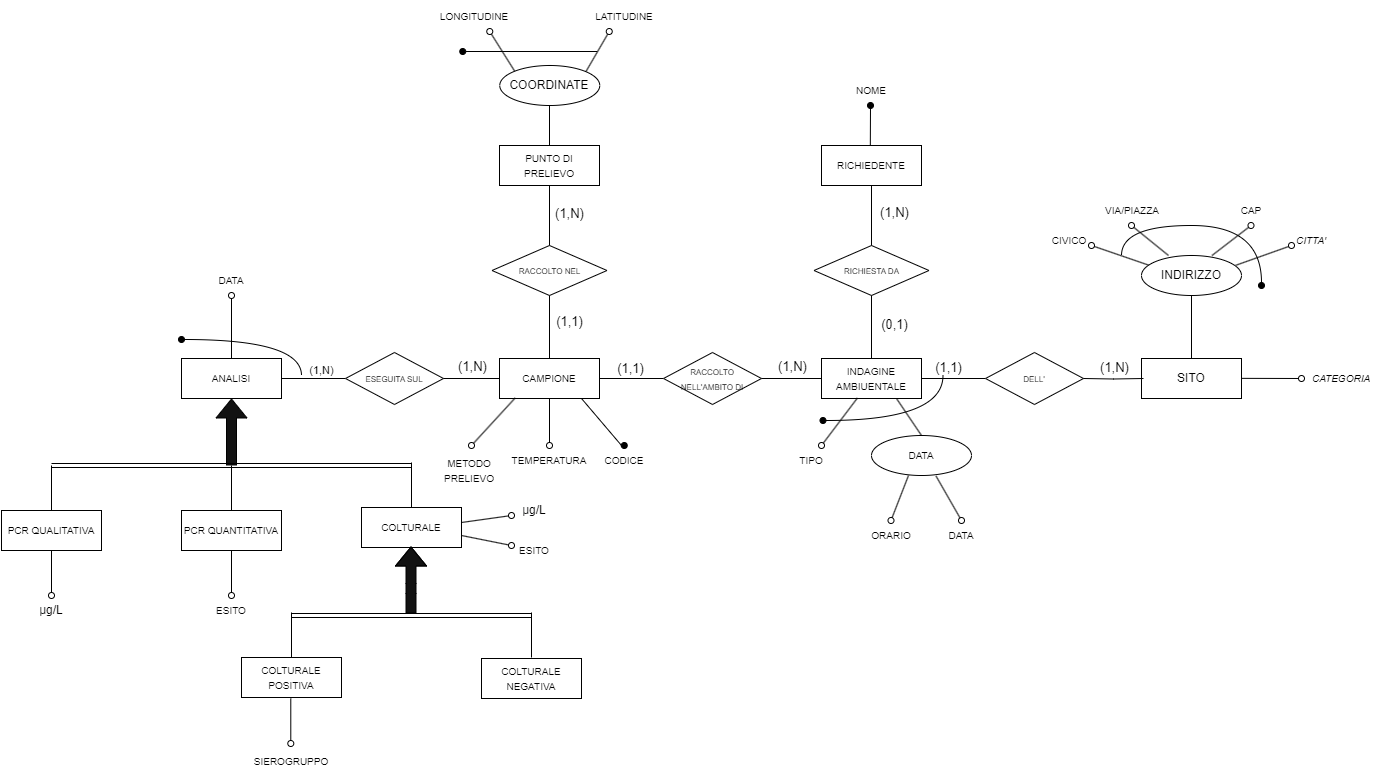 LONGITUDINE
LATITUDINE
COORDINATE
NOME
PUNTO DI
PRELIEVO
RICHIEDENTE
(1,N)
(1,N)
VIA/PIAZZA
CAP
CIVICO
CITTA'
INDIRIZZO
RACCOLTO NEL
RICHIESTA DA
DATA
(1,1)
(0,1)
ANALISI
(1,N)
ESEGUITA SUL
(1,N)
CAMPIONE
(1,1)
RACCOLTO
NELL'AMBITO DI
(1,N)
INDAGINE
AMBIUENTALE
(1,1)
DELL'
(1,N)
SITO
CATEGORIA
METODO
PRELIEVO
TEMPERATURA
CODICE
TIPO
DATA
ORARIO
DATA
PCR QUALITATIVA
PCR QUANTITATIVA
COLTURALE
µg/L
ESITO
µg/L
ESITO
COLTURALE
POSITIVA
COLTURALE
NEGATIVA
SIEROGRUPPO